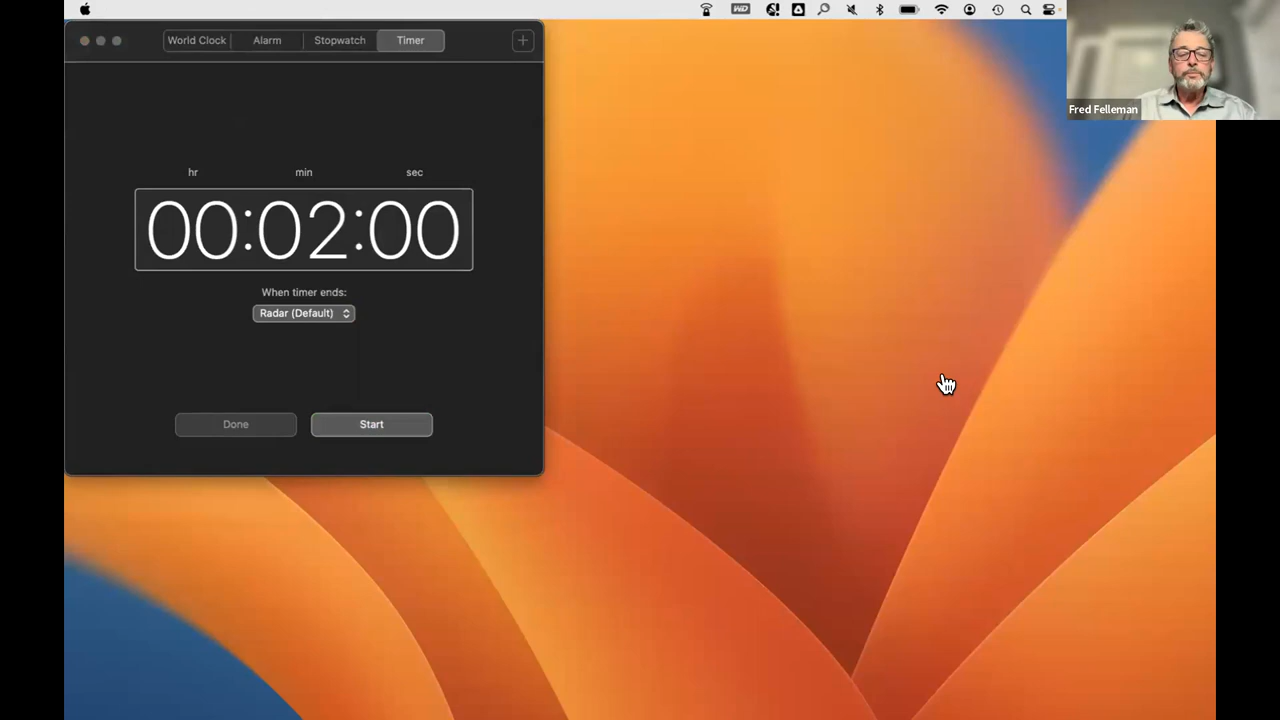 World Clock Alarm Stopwatch Timer
hr min sec
00:02:00
When timer ends:
Radar (Default)
Done Start
Fred Felleman